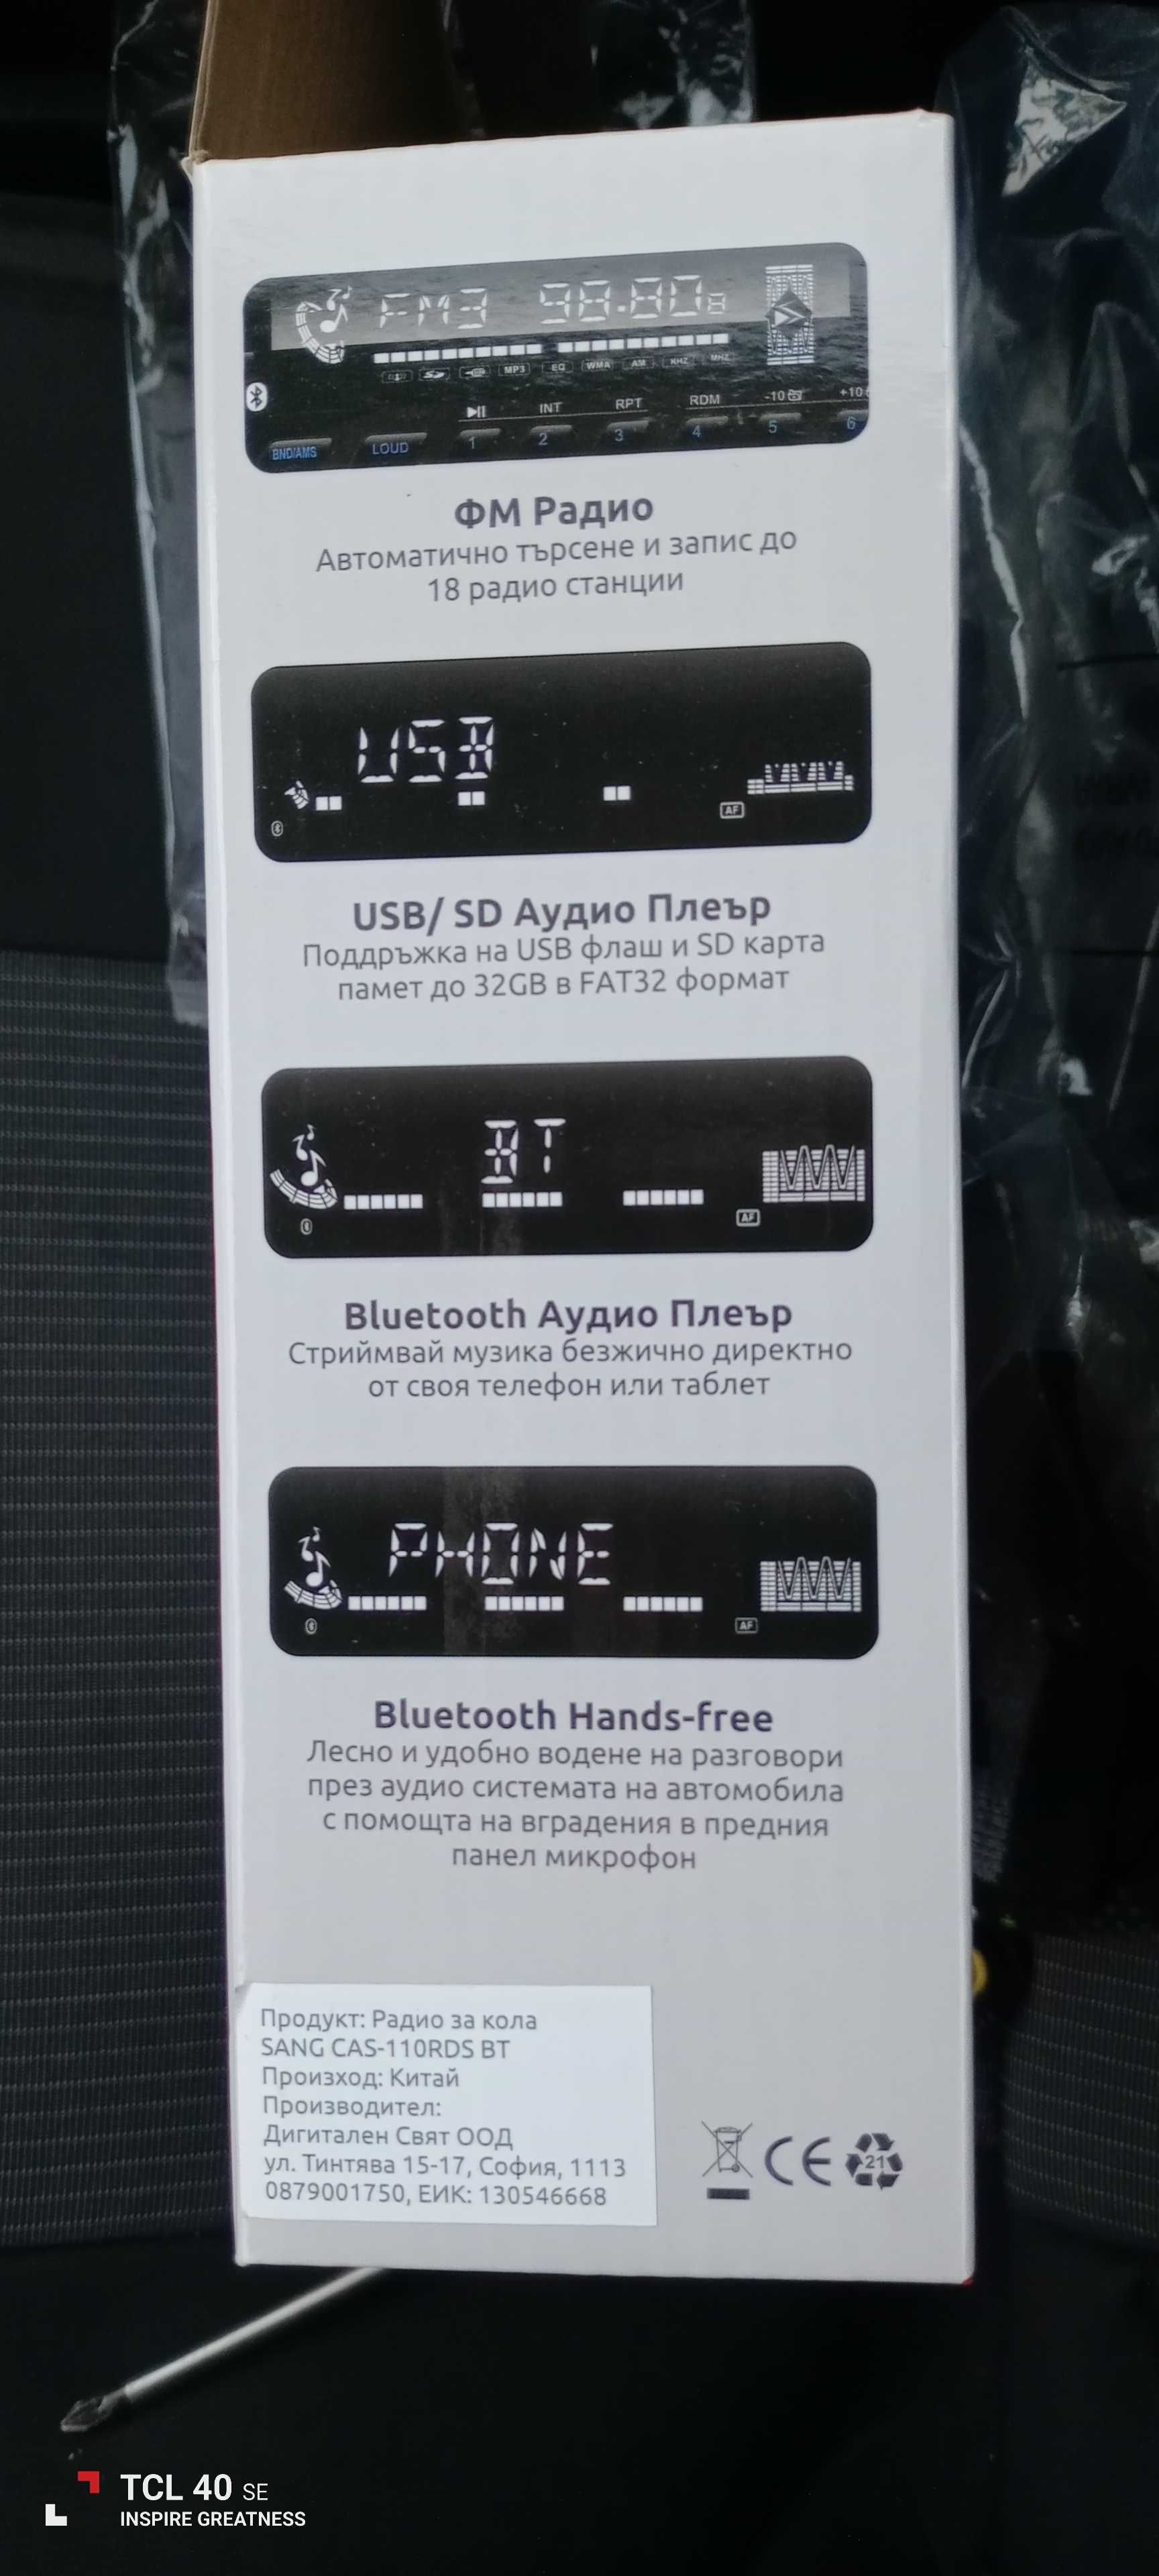 FM3 98.80
MP3 EQ WMA AM KHZ MHZ
INT RPT RDM -10 +10
BND/AMS LOUD 1 2 3 4 5 6
ФМ Радио
Автоматично търсене и запис до
18 радио станции
USB
AF
USB/ SD Аудио Плеър
Поддръжка на USB флаш и SD карта
памет до 32GB в FAT32 формат
BT
AF
Bluetooth Аудио Плеър
Стриймвай музика безжично директно
от своя телефон или таблет
PHONE
AF
Bluetooth Hands-free
Лесно и удобно водене на разговори
през аудио системата на автомобила
с помощта на вградения в предния
панел микрофон
Продукт: Радио за кола
SANG CAS-110RDS BT
Произход: Китай
Производител:
Дигитален Свят ООД
ул. Тинтява 15-17, София, 1113
0879001750, ЕИК: 130546668
CE 21
TCL 40 SE
INSPIRE GREATNESS